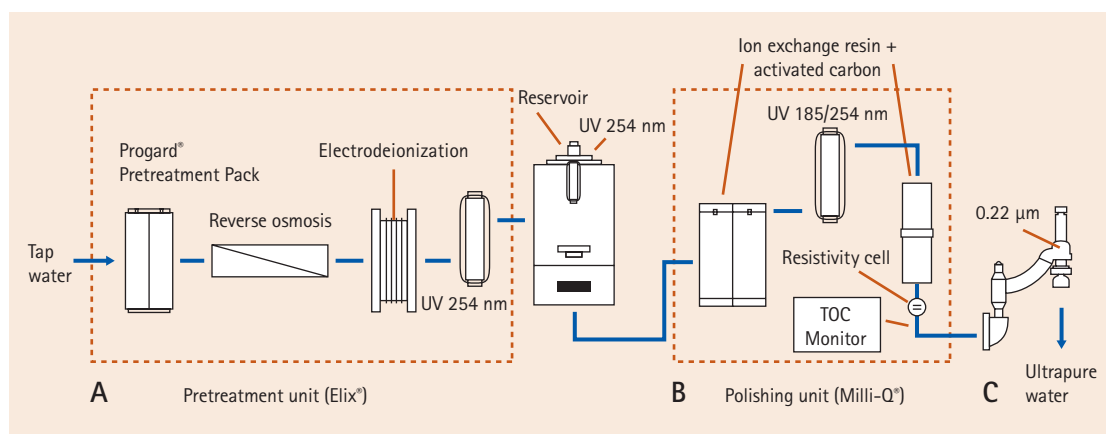 Ion exchange resin +
activated carbon
Reservoir
UV 254 nm
UV 185/254 nm
Progard®
Pretreatment Pack
Electrodeionization
Reverse osmosis
0.22 µm
Tap
water
Resistivity cell
UV 254 nm
TOC
Monitor
Ultrapure
water
A
Pretreatment unit (Elix®)
B
Polishing unit (Milli-Q®)
C